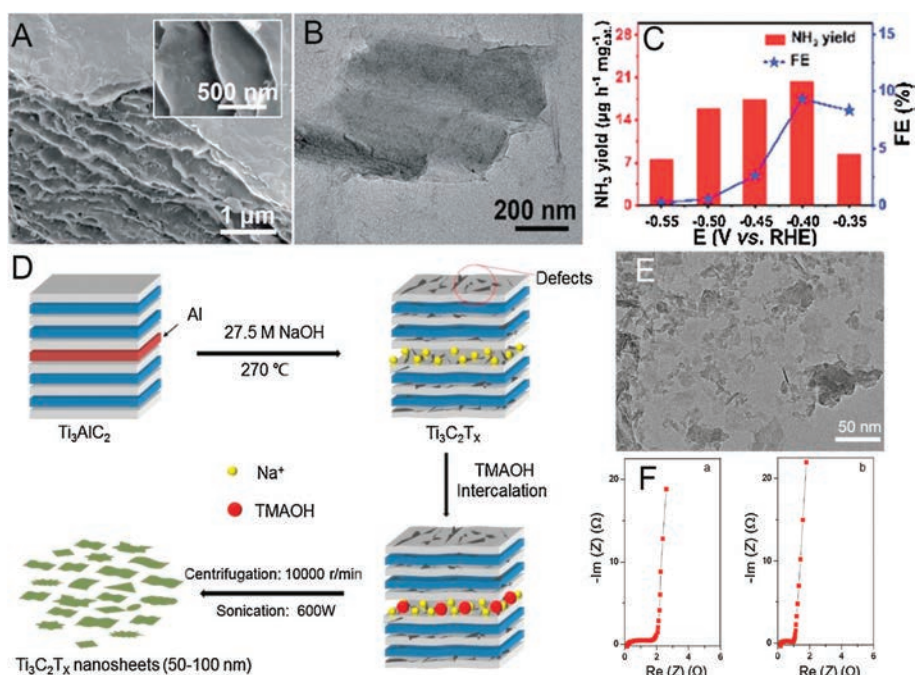 A
500 nm
1 µm
B
200 nm
C
NH₃ yield
FE
NH₃ yield (µg h⁻¹ mg⁻¹cat.)
28
21
14
7
0
15
10
5
0
FE (%)
-0.55 -0.50 -0.45 -0.40 -0.35
E (V vs. RHE)
D
Al
Ti₃AlC₂
27.5 M NaOH
270 ℃
Defects
Ti₃C₂Tₓ
Na⁺
TMAOH
TMAOH
Intercalation
Centrifugation: 10000 r/min
Sonication: 600W
Ti₃C₂Tₓ nanosheets (50-100 nm)
E
50 nm
F
a
20
10
0
-Im (Z) (Ω)
0 2 4 6
Re (Z) (Ω)
b
20
10
0
-Im (Z) (Ω)
0 2 4 6
Re (Z) (Ω)